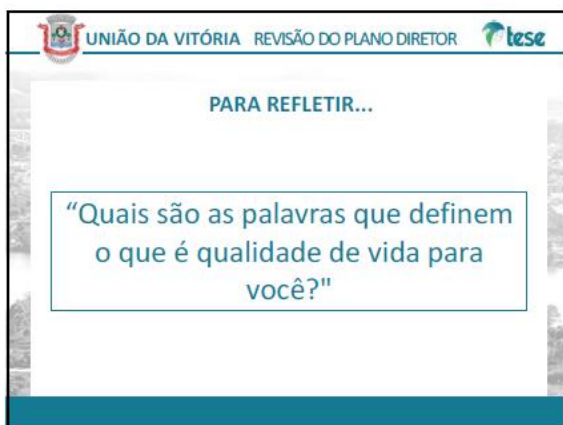 UNIÃO DA VITÓRIA REVISÃO DO PLANO DIRETOR tese
PARA REFLETIR...
“Quais são as palavras que definem
o que é qualidade de vida para
você?"